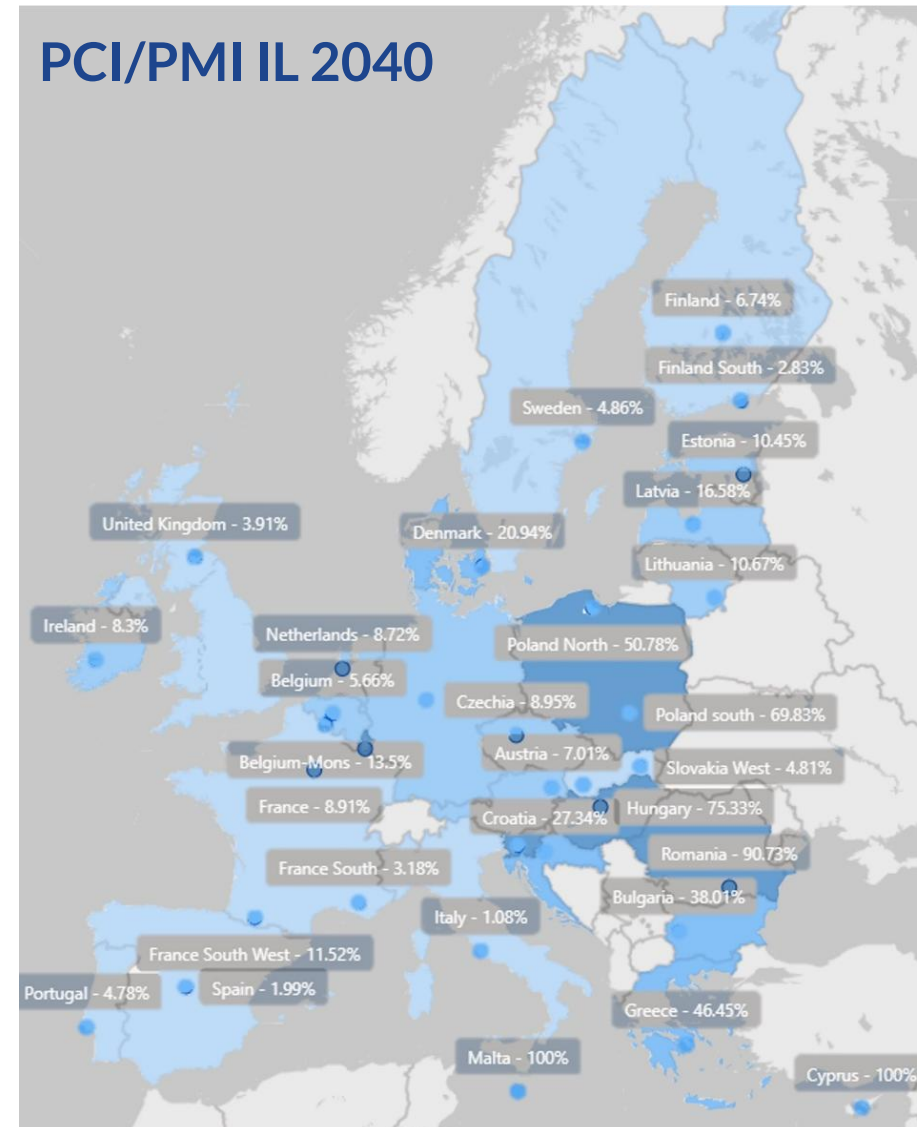 PCI/PMI IL 2040
Finland - 6.74%
Finland South - 2.83%
Sweden - 4.86%
Estonia - 10.45%
Latvia - 16.58%
United Kingdom - 3.91%
Denmark - 20.94%
Lithuania - 10.67%
Ireland - 8.3%
Netherlands - 8.72%
Poland North - 50.78%
Belgium - 5.66%
Czechia - 8.95%
Poland south - 69.83%
Austria - 7.01%
Belgium-Mons - 13.5%
Slovakia West - 4.81%
France - 8.91%
Croatia - 27.34%
Hungary - 75.33%
Romania - 90.73%
France South - 3.18%
Bulgaria - 38.01%
Italy - 1.08%
France South West - 11.52%
Portugal - 4.78%
Spain - 1.99%
Greece - 46.45%
Malta - 100%
Cyprus - 100%